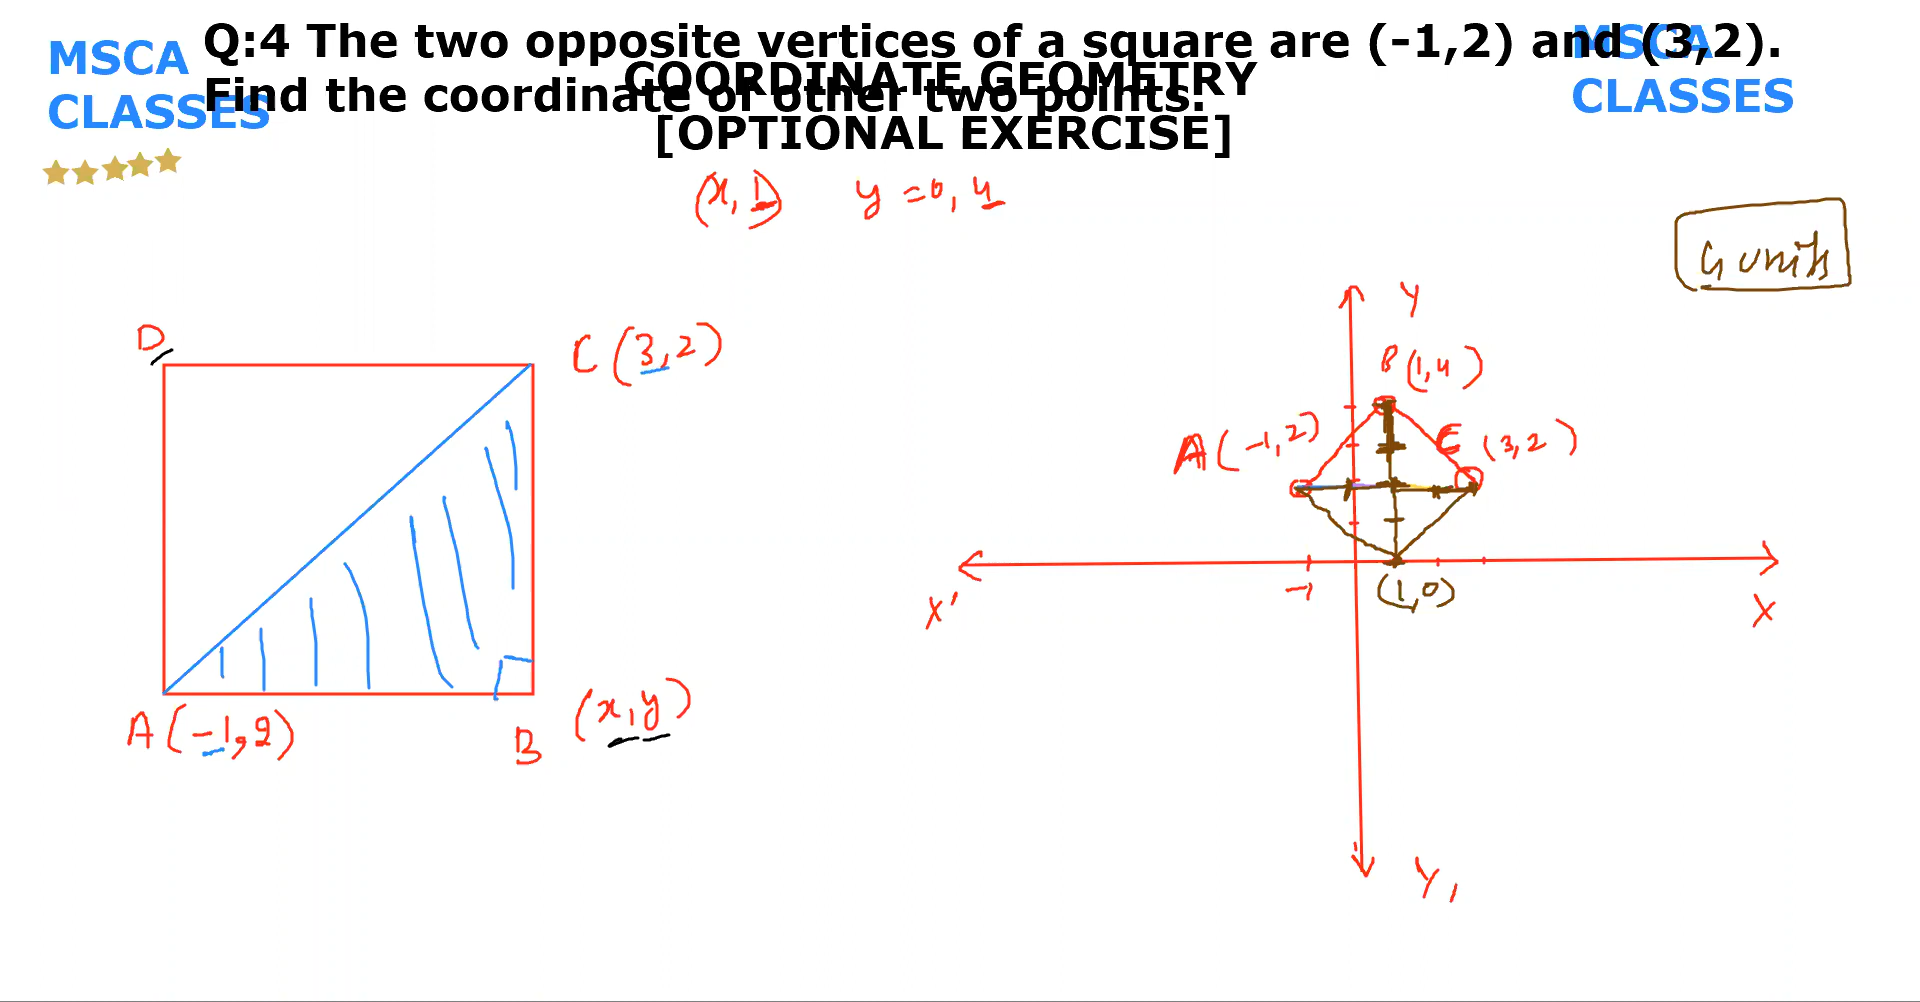 Q:4 The two opposite vertices of a square are (-1,2) and (3,2).
Find the coordinate of other two points.
MSCA
CLASSES
COORDINATE GEOMETRY
[OPTIONAL EXERCISE]
MSCA
CLASSES
(x, 1) y = 0, 4
4 units
D
C (3,2)
A (-1,2)
B (x,y)
Y
B (1,4)
A (-1,2)
C (3,2)
X'
-1
(1,0)
X
Y'